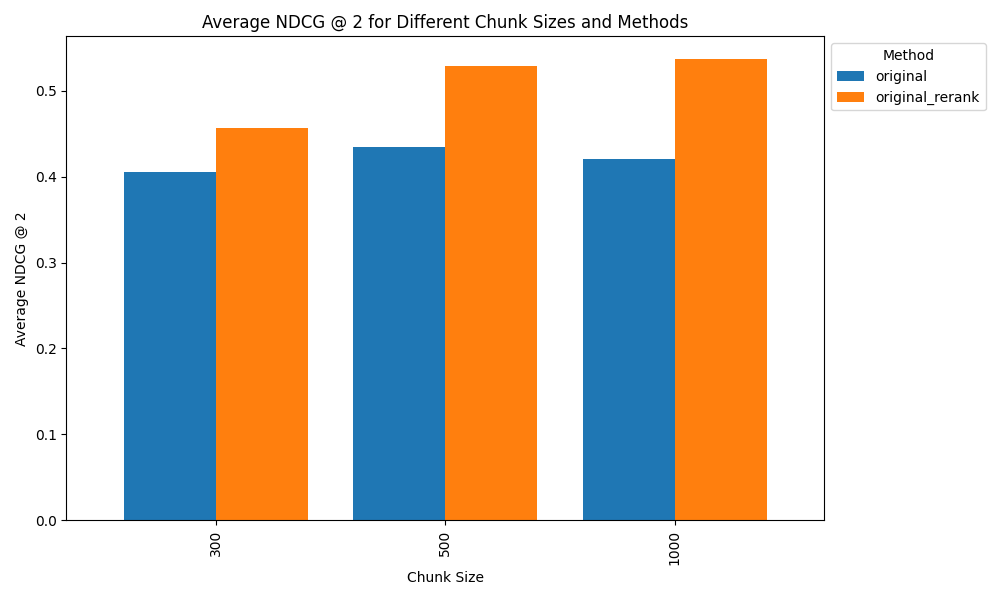 Average NDCG @ 2 for Different Chunk Sizes and Methods
Method
original
original_rerank
Average NDCG @ 2
0.5
0.4
0.3
0.2
0.1
0.0
300
500
1000
Chunk Size